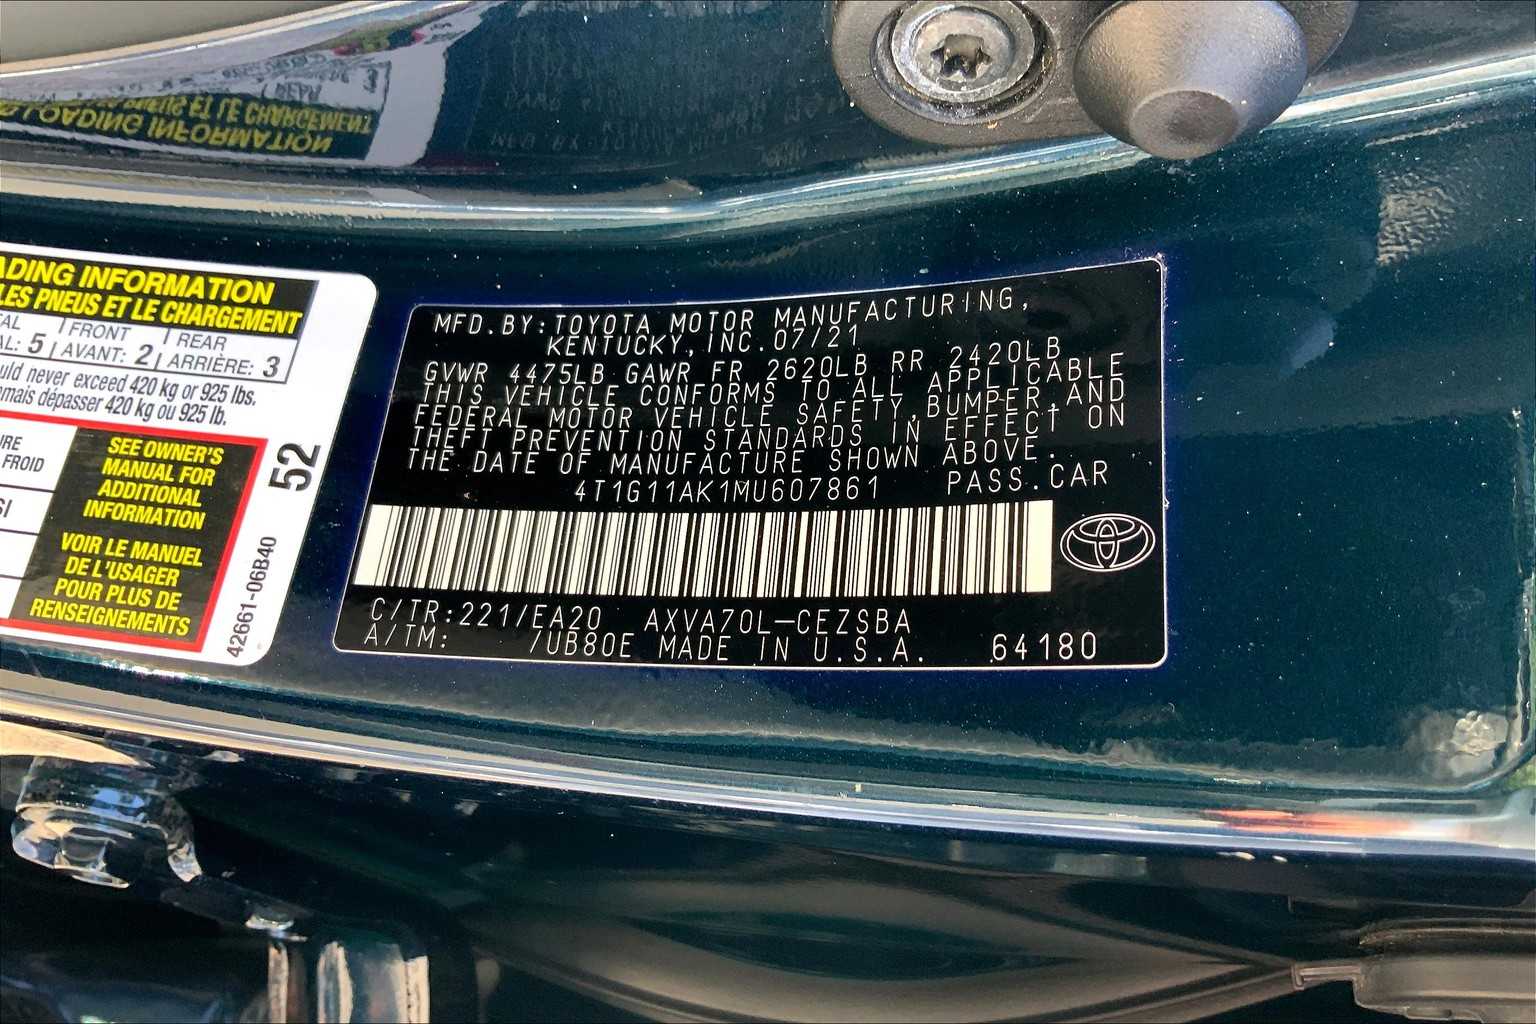 ADING INFORMATION
LES PNEUS ET LE CHARGEMENT
FRONT REAR
AL: 5 AVANT: 2 ARRIÈRE: 3
uld never exceed 420 kg or 925 lbs.
mais dépasser 420 kg ou 925 lb.
FROID
SEE OWNER'S
MANUAL FOR
ADDITIONAL
INFORMATION
VOIR LE MANUEL
DE L'USAGER
POUR PLUS DE
RENSEIGNEMENTS
52
42661-06B40
MFD.BY:TOYOTA MOTOR MANUFACTURING,
KENTUCKY,INC.07/21
GVWR 4475LB GAWR FR 2620LB RR 2420LB
THIS VEHICLE CONFORMS TO ALL APPLICABLE
FEDERAL MOTOR VEHICLE SAFETY,BUMPER,AND
THEFT PREVENTION STANDARDS IN EFFECT ON
THE DATE OF MANUFACTURE SHOWN ABOVE.
4T1G11AK1MU607861 PASS.CAR
C/TR:221/EA20 AXVA70L-CEZSBA
A/TM: /UB80E MADE IN U.S.A. 64180